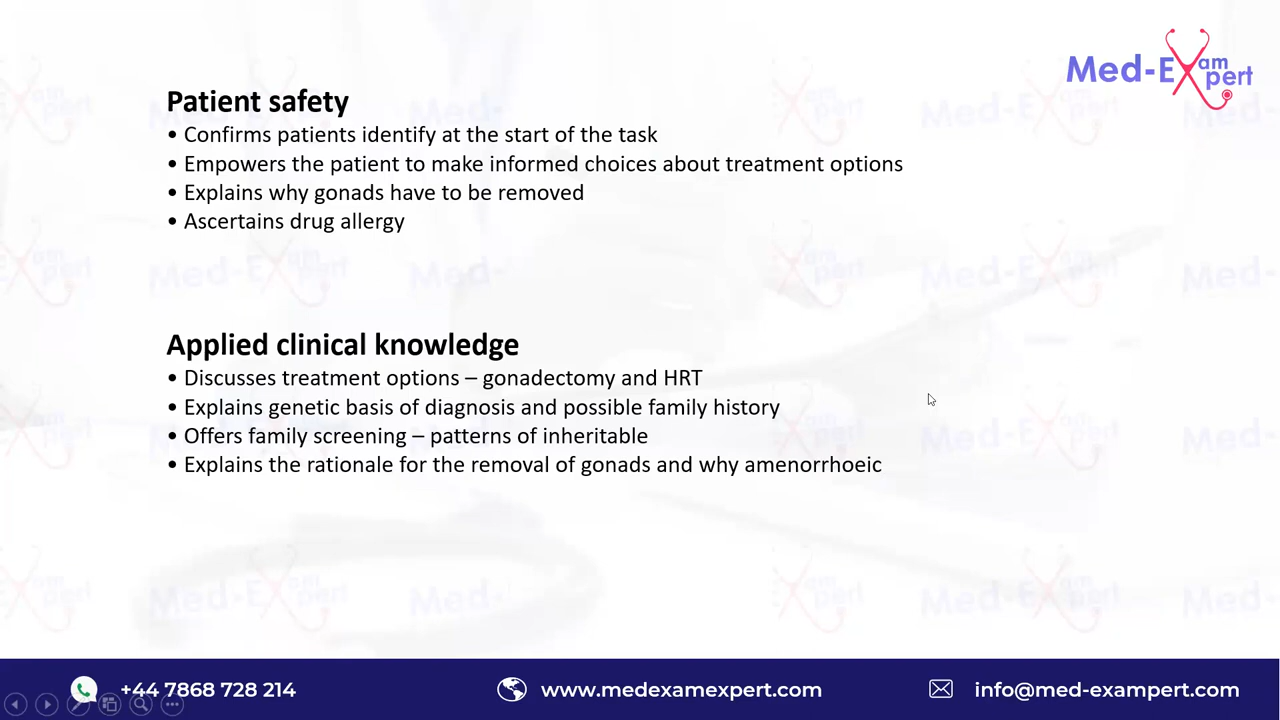 Med-Exam
pert
Patient safety
• Confirms patients identify at the start of the task
• Empowers the patient to make informed choices about treatment options
• Explains why gonads have to be removed
• Ascertains drug allergy
Applied clinical knowledge
• Discusses treatment options – gonadectomy and HRT
• Explains genetic basis of diagnosis and possible family history
• Offers family screening – patterns of inheritable
• Explains the rationale for the removal of gonads and why amenorrhoeic
+44 7868 728 214
www.medexamexpert.com
info@med-exampert.com